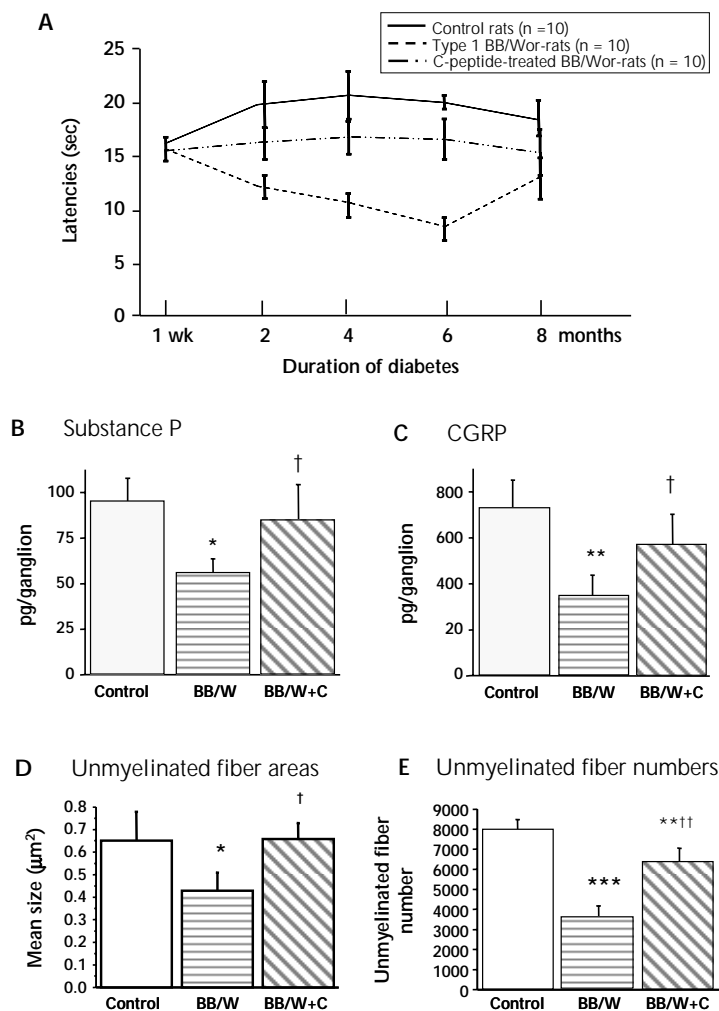 A
Control rats (n =10)
Type 1 BB/Wor-rats (n = 10)
C-peptide-treated BB/Wor-rats (n = 10)
Latencies (sec)
25
20
15
10
5
0
1 wk 2 4 6 8 months
Duration of diabetes
B Substance P
pg/ganglion
100
75
50
25
0
*
†
Control BB/W BB/W+C
C CGRP
pg/ganglion
800
600
400
20
0
**
†
Control BB/W BB/W+C
D Unmyelinated fiber areas
Mean size (µm²)
0.8
0.7
0.6
0.5
0.4
0.3
0.2
0.1
0.0
*
†
Control BB/W BB/W+C
E Unmyelinated fiber numbers
Unmyelinated fiber
number
9000
8000
7000
6000
5000
4000
3000
2000
1000
0
***
**††
Control BB/W BB/W+C